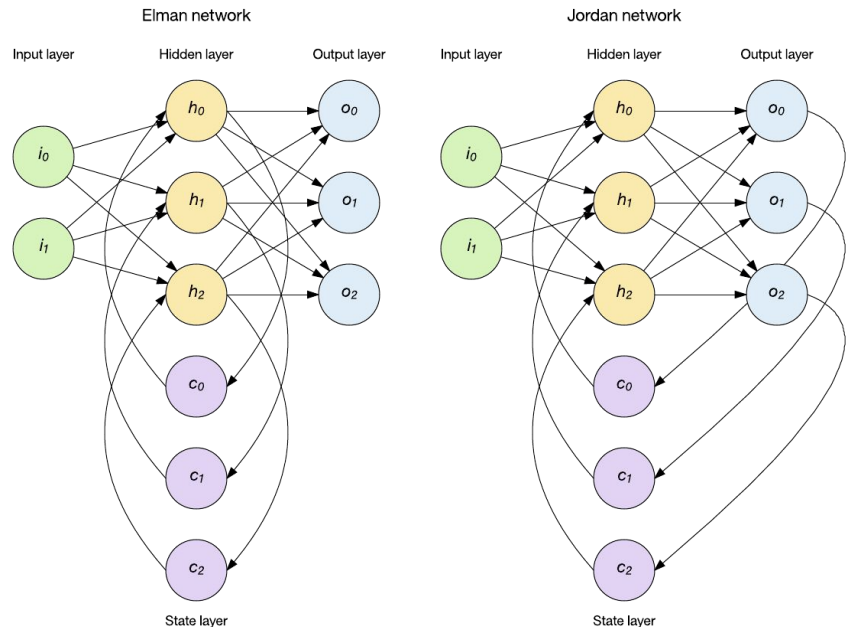 Elman network
Input layer
Hidden layer
Output layer
h0
o0
i0
h1
o1
i1
h2
o2
c0
c1
c2
State layer
Jordan network
Input layer
Hidden layer
Output layer
h0
o0
i0
h1
o1
i1
h2
o2
c0
c1
c2
State layer